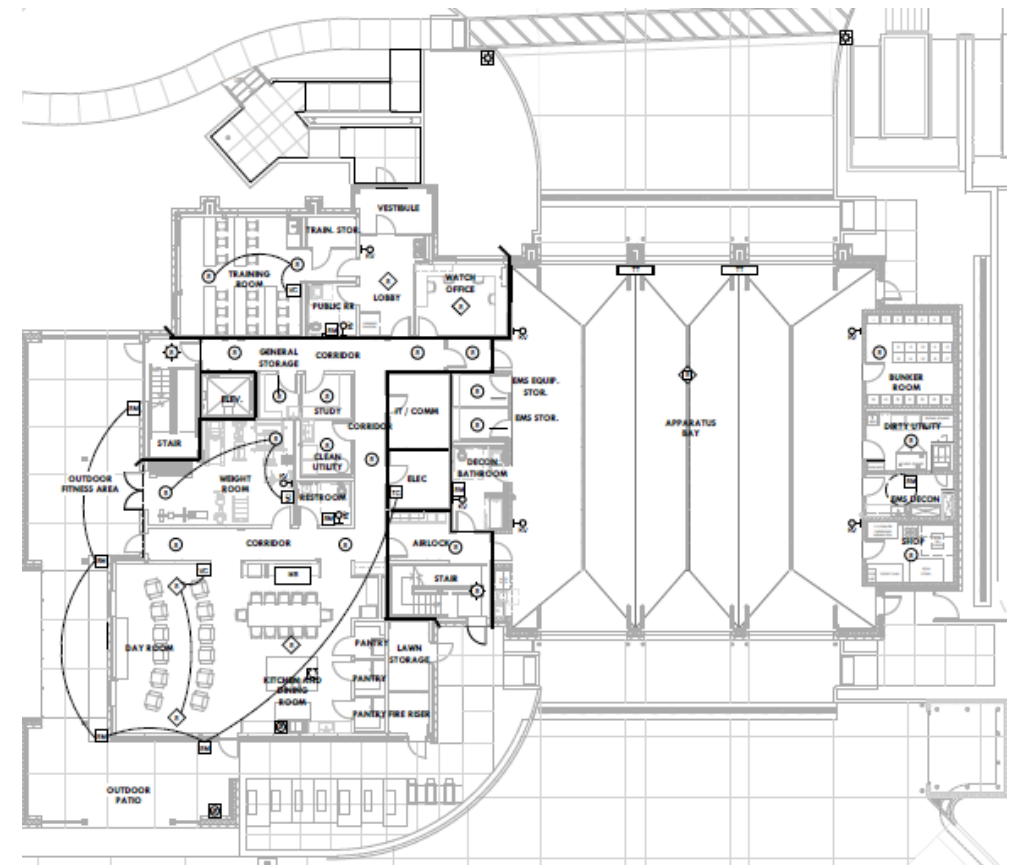 VESTIBULE
TRAIN. STOR.
TRAINING
ROOM
VC
LOBBY
WATCH
OFFICE
PUBLIC RR
GENERAL
STORAGE
CORRIDOR
ELEV.
STUDY
IT / COMM
EMS EQUIP.
STOR.
EMS STOR.
APPARATUS
BAY
BUNKER
ROOM
STAIR
CORRIDOR
CLEAN
UTILITY
DIRTY UTILITY
OUTDOOR
FITNESS AREA
WEIGHT
ROOM
RESTROOM
ELEC
DECON
BATHROOM
EMS DECON
CORRIDOR
AIRLOCK
SHOP
STAIR
VC
DAY ROOM
PANTRY
LAWN
STORAGE
KITCHEN AND
DINING
ROOM
PANTRY
PANTRY
FIRE RISER
OUTDOOR
PATIO